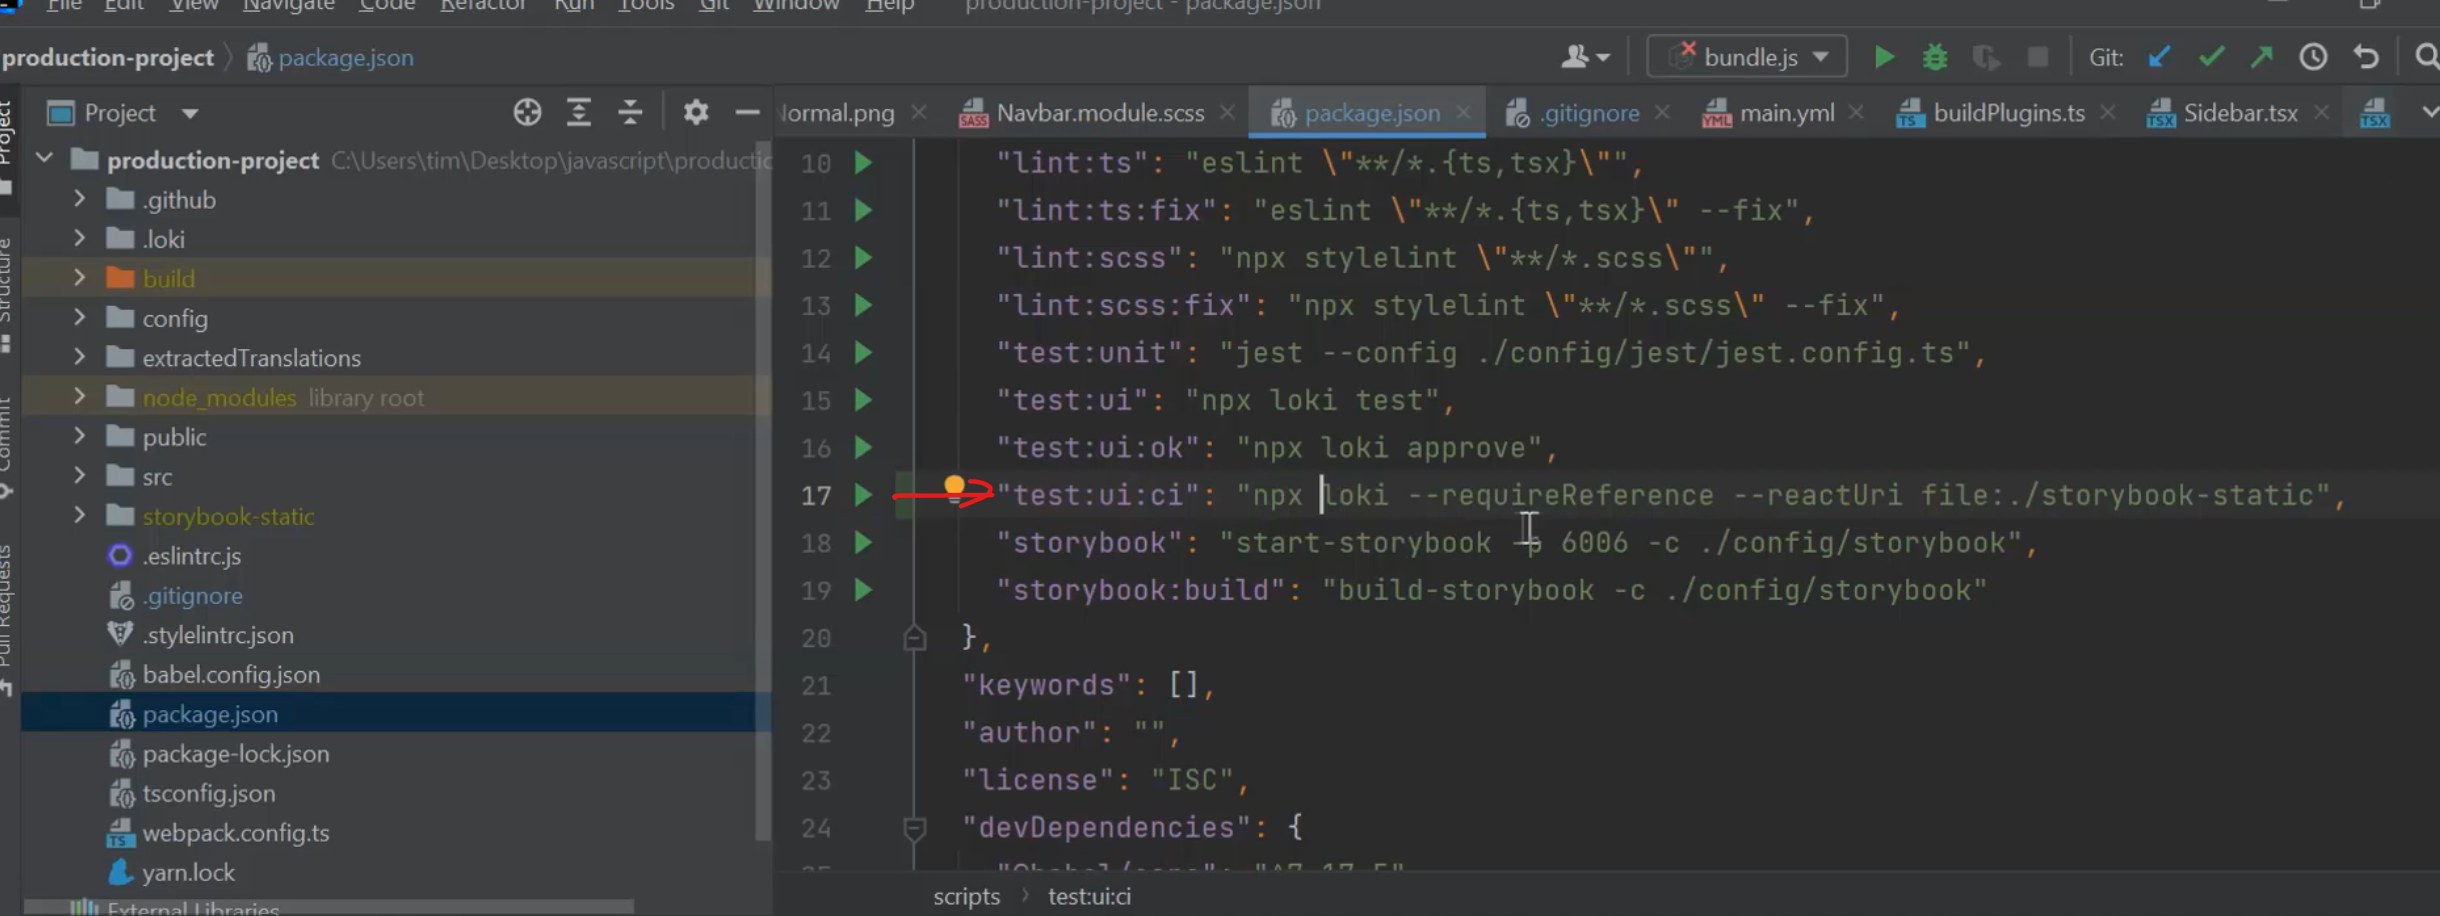 File Edit View Navigate Code Refactor Run Tools Git Window Help production-project - package.json
production-project package.json bundle.js Git:
Project Project ormal.png Navbar.module.scss package.json .gitignore main.yml buildPlugins.ts Sidebar.tsx
production-project C:\Users\tim\Desktop\javascript\productic
.github
.loki
build
config
extractedTranslations
node_modules library root
public
src
storybook-static
.eslintrc.js
.gitignore
.stylelintrc.json
babel.config.json
package.json
package-lock.json
tsconfig.json
webpack.config.ts
yarn.lock
External Libraries
Structure
Commit
Pull Requests
10 "lint:ts": "eslint \"**/*.{ts,tsx}\"",
11 "lint:ts:fix": "eslint \"**/*.{ts,tsx}\" --fix",
12 "lint:scss": "npx stylelint \"**/*.scss\"",
13 "lint:scss:fix": "npx stylelint \"**/*.scss\" --fix",
14 "test:unit": "jest --config ./config/jest/jest.config.ts",
15 "test:ui": "npx loki test",
16 "test:ui:ok": "npx loki approve",
17 "test:ui:ci": "npx loki --requireReference --reactUri file:./storybook-static",
18 "storybook": "start-storybook -p 6006 -c ./config/storybook",
19 "storybook:build": "build-storybook -c ./config/storybook"
20 },
21 "keywords": [],
22 "author": "",
23 "license": "ISC",
24 "devDependencies": {
scripts test:ui:ci